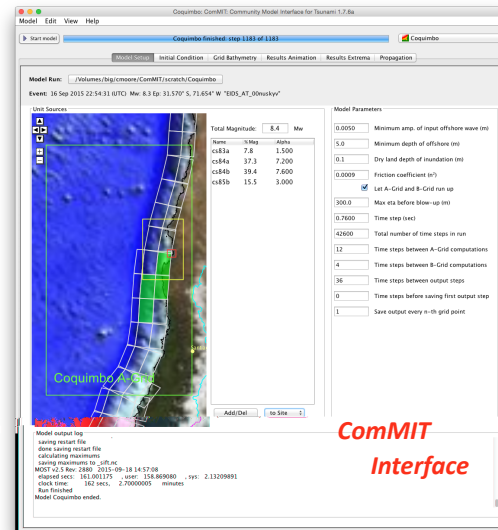 Coquimbo: ComMIT: Community Model Interface for Tsunami 1.7.6a
Model Edit View Help
Start model
Coquimbo finished: step 1183 of 1183
Coquimbo
Model Setup Initial Condition Grid Bathymetry Results Animation Results Extrema Propagation
Model Run: /Volumes/big/cmoore/ComMIT/scratch/Coquimbo
Event: 16 Sep 2015 22:54:31 (UTC) Mw: 8.3 Ep: 31.570° S, 71.654° W "EIDS_AT_00nuskyv"
Unit Sources
+
−
Coquimbo A-Grid
Total Magnitude: 8.4 Mw
Name % Mag Alpha
cs83a 7.8 1.500
cs84a 37.3 7.200
cs84b 39.4 7.600
cs85b 15.5 3.000
Add/Del to Site
Model Parameters
0.0050 Minimum amp. of input offshore wave (m)
5.0 Minimum depth of offshore (m)
0.1 Dry land depth of inundation (m)
0.0009 Friction coefficient (n²)
Let A-Grid and B-Grid run up
300.0 Max eta before blow-up (m)
0.7600 Time step (sec)
42600 Total number of time steps in run
12 Time steps between A-Grid computations
4 Time steps between B-Grid computations
36 Time steps between output steps
0 Time steps before saving first output step
1 Save output every n-th grid point
Model output log
saving restart file
done saving restart file
calculating maximums
saving maximums to _sift.nc
MOST v2.5 Rev: 2880 2015-09-18 14:57:08
elapsed secs: 161.001175 , user: 158.869080 , sys: 2.13209891
clock time: 162 secs, 2.70000005 minutes
Run finished
Model Coquimbo ended.
ComMIT
Interface